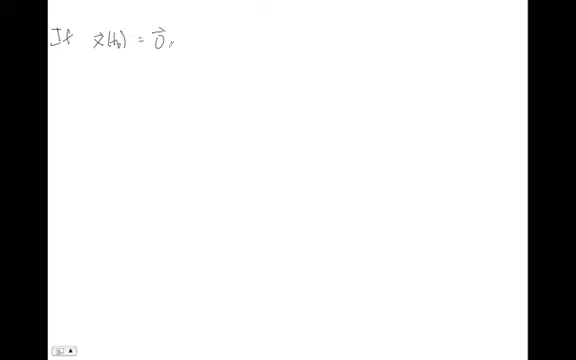 If x⃗(t₀) = 0⃗,